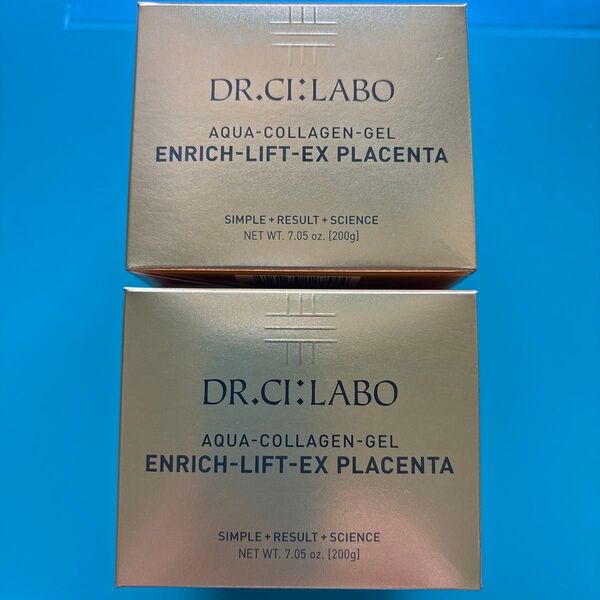 DR.CI:LABO
AQUA-COLLAGEN-GEL
ENRICH-LIFT-EX PLACENTA
SIMPLE+RESULT+SCIENCE
NET WT. 7.05 oz. [200g]
DR.CI:LABO
AQUA-COLLAGEN-GEL
ENRICH-LIFT-EX PLACENTA
SIMPLE+RESULT+SCIENCE
NET WT. 7.05 oz. [200g]